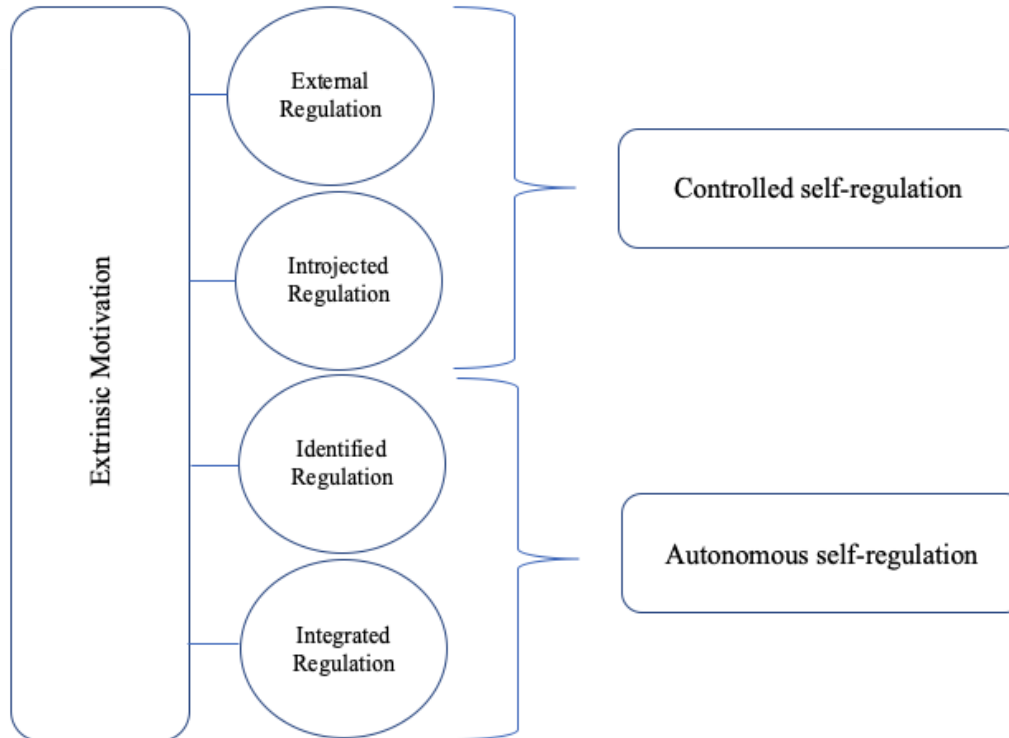 Extrinsic Motivation
External
Regulation
Introjected
Regulation
Identified
Regulation
Integrated
Regulation
Controlled self-regulation
Autonomous self-regulation